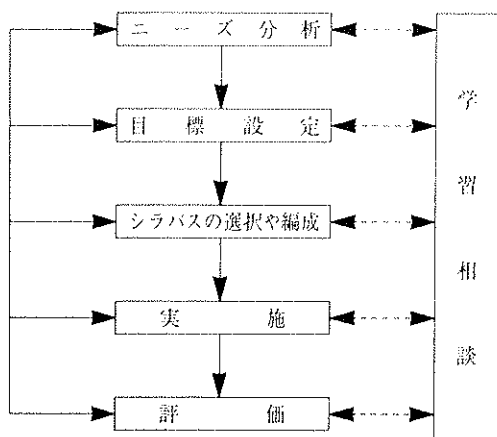 ニーズ分析
目標設定
シラバスの選択や編成
実施
評価
学習相談